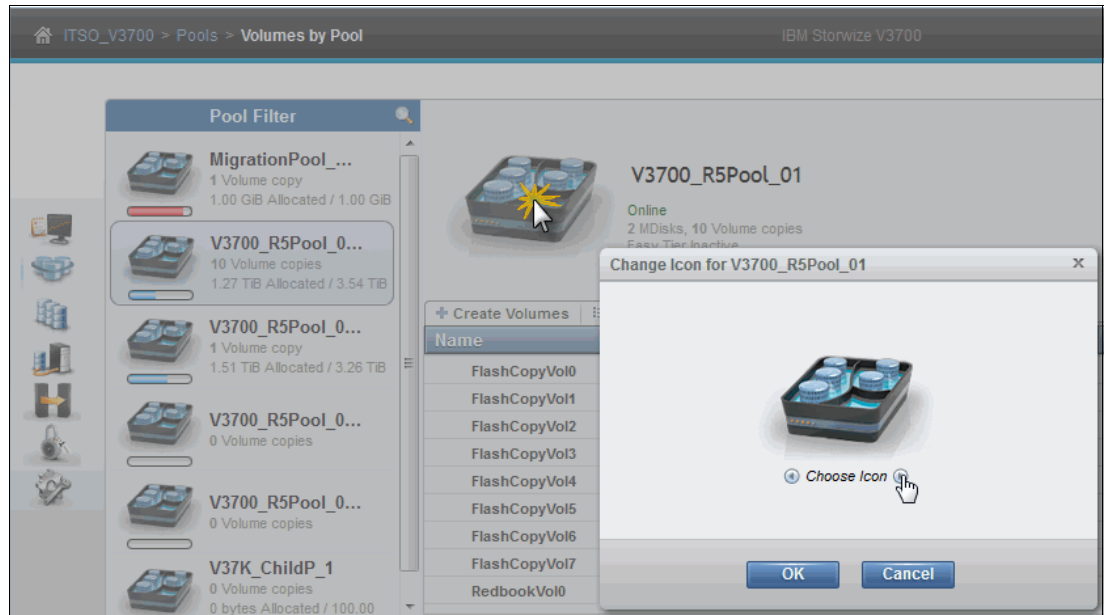 ITSO_V3700 > Pools > Volumes by Pool
IBM Storwize V3700
Pool Filter
MigrationPool_...
1 Volume copy
1.00 GiB Allocated / 1.00 GiB
V3700_R5Pool_0...
10 Volume copies
1.27 TiB Allocated / 3.54 TiB
V3700_R5Pool_0...
1 Volume copy
1.51 TiB Allocated / 3.26 TiB
V3700_R5Pool_0...
0 Volume copies
V3700_R5Pool_0...
0 Volume copies
V37K_ChildP_1
0 Volume copies
0 bytes Allocated / 100.00
V3700_R5Pool_01
Online
2 MDisks, 10 Volume copies
Easy Tier Inactive
Create Volumes
Name
FlashCopyVol0
FlashCopyVol1
FlashCopyVol2
FlashCopyVol3
FlashCopyVol4
FlashCopyVol5
FlashCopyVol6
FlashCopyVol7
RedbookVol0
Change Icon for V3700_R5Pool_01
x
Choose Icon
OK
Cancel